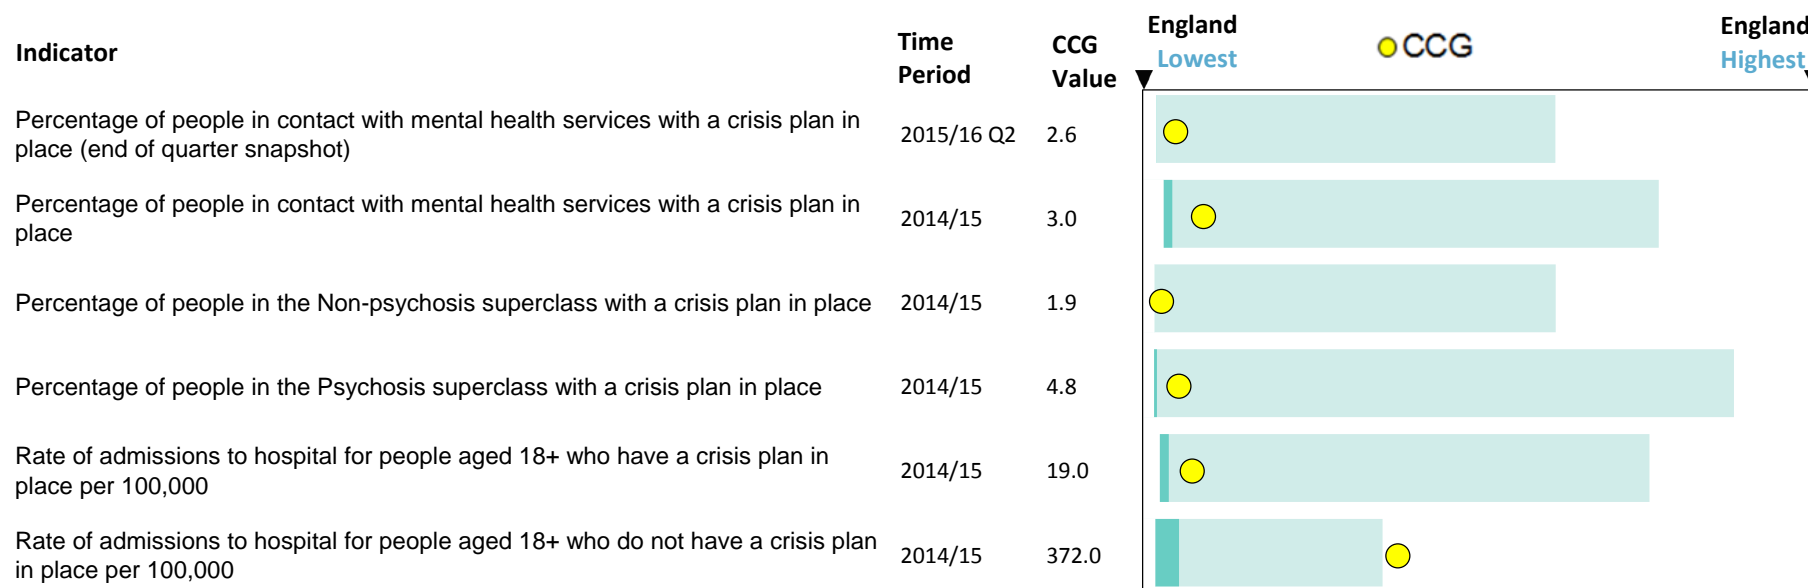 Indicator
Time
Period
CCG
Value
England
Lowest
CCG
England
Highest
Percentage of people in contact with mental health services with a crisis plan in
place (end of quarter snapshot)
2015/16 Q2
2.6
Percentage of people in contact with mental health services with a crisis plan in
place
2014/15
3.0
Percentage of people in the Non-psychosis superclass with a crisis plan in place
2014/15
1.9
Percentage of people in the Psychosis superclass with a crisis plan in place
2014/15
4.8
Rate of admissions to hospital for people aged 18+ who have a crisis plan in
place per 100,000
2014/15
19.0
Rate of admissions to hospital for people aged 18+ who do not have a crisis plan
in place per 100,000
2014/15
372.0